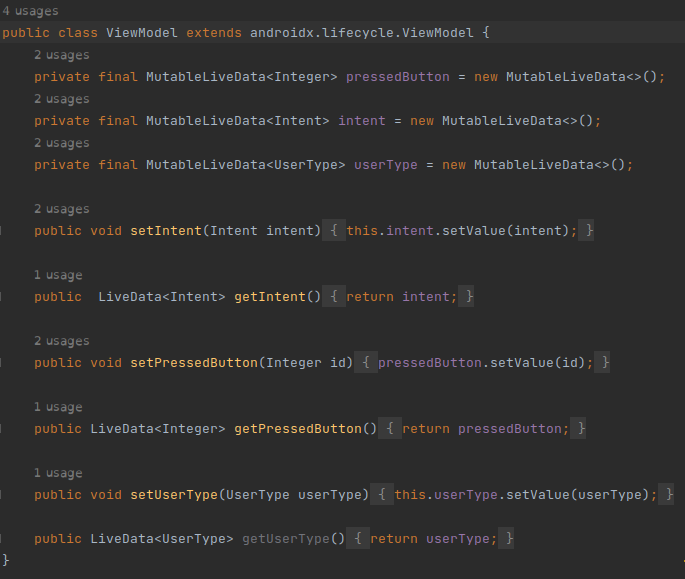 4 usages
public class ViewModel extends androidx.lifecycle.ViewModel {
2 usages
private final MutableLiveData<Integer> pressedButton = new MutableLiveData<>();
2 usages
private final MutableLiveData<Intent> intent = new MutableLiveData<>();
2 usages
private final MutableLiveData<UserType> userType = new MutableLiveData<>();
2 usages
public void setIntent(Intent intent) { this.intent.setValue(intent); }
1 usage
public  LiveData<Intent> getIntent() { return intent; }
2 usages
public void setPressedButton(Integer id) { pressedButton.setValue(id); }
1 usage
public LiveData<Integer> getPressedButton() { return pressedButton; }
1 usage
public void setUserType(UserType userType) { this.userType.setValue(userType); }
public LiveData<UserType> getUserType() { return userType; }
}